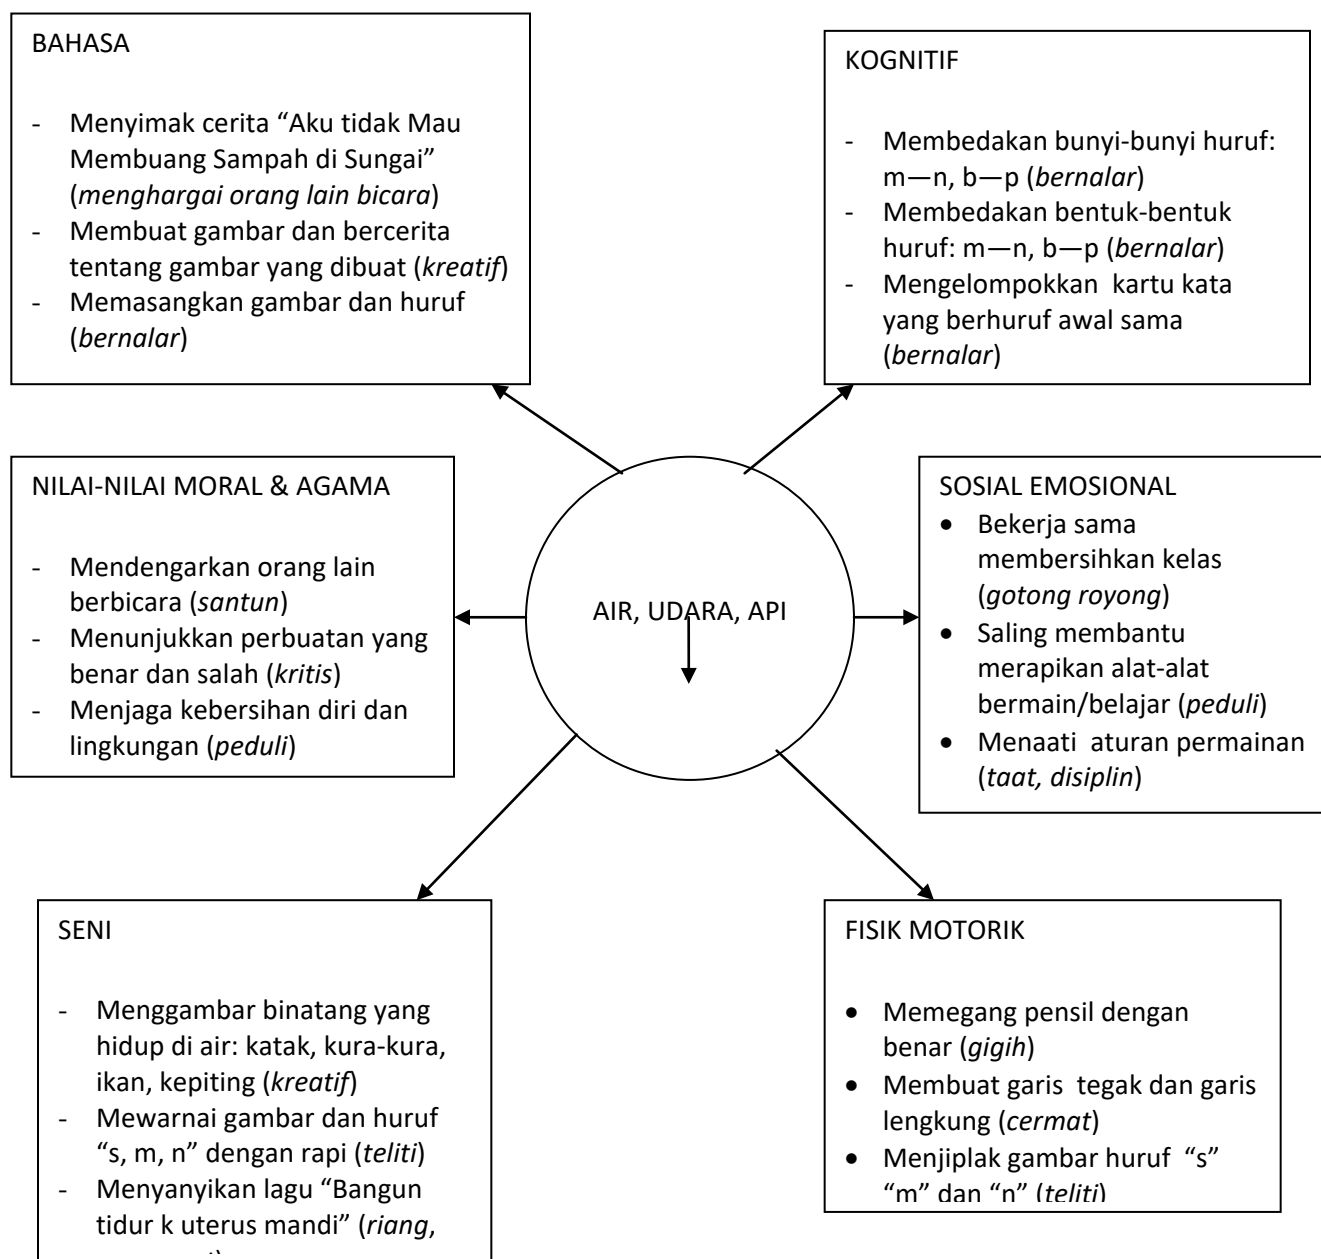 BAHASA
- Menyimak cerita “Aku tidak Mau
Membuang Sampah di Sungai”
(menghargai orang lain bicara)
- Membuat gambar dan bercerita
tentang gambar yang dibuat (kreatif)
- Memasangkan gambar dan huruf
(bernalar)
KOGNITIF
- Membedakan bunyi-bunyi huruf:
m—n, b—p (bernalar)
- Membedakan bentuk-bentuk
huruf: m—n, b—p (bernalar)
- Mengelompokkan kartu kata
yang berhuruf awal sama
(bernalar)
NILAI-NILAI MORAL & AGAMA
- Mendengarkan orang lain
berbicara (santun)
- Menunjukkan perbuatan yang
benar dan salah (kritis)
- Menjaga kebersihan diri dan
lingkungan (peduli)
AIR, UDARA, API
SOSIAL EMOSIONAL
• Bekerja sama
membersihkan kelas
(gotong royong)
• Saling membantu
merapikan alat-alat
bermain/belajar (peduli)
• Menaati aturan permainan
(taat, disiplin)
SENI
- Menggambar binatang yang
hidup di air: katak, kura-kura,
ikan, kepiting (kreatif)
- Mewarnai gambar dan huruf
“s, m, n” dengan rapi (teliti)
- Menyanyikan lagu “Bangun
tidur k uterus mandi” (riang,
FISIK MOTORIK
• Memegang pensil dengan
benar (gigih)
• Membuat garis tegak dan garis
lengkung (cermat)
• Menjiplak gambar huruf “s”
“m” dan “n” (teliti)